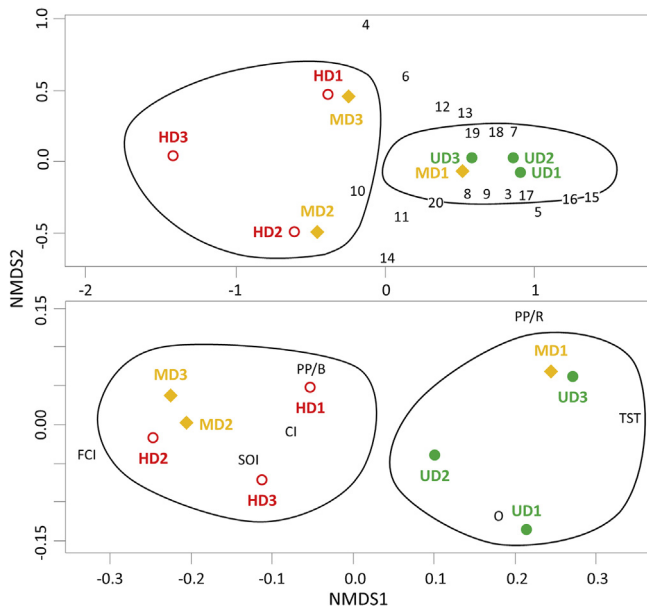 1.0
4
HD1
6
0.5
MD3
12
13
HD3
19 18 7
0.0
UD3
UD2
MD1
UD1
10
8 9 3 17
16 15
MD2
20
5
HD2
11
-0.5
14
NMDS2
-2 -1 0 1
0.15
PP/R
PP/B
MD1
MD3
HD1
UD3
MD2
CI
TST
0.00
FCI
HD2
SOI
HD3
UD2
O
UD1
-0.15
-0.3 -0.2 -0.1 0.0 0.1 0.2 0.3
NMDS1